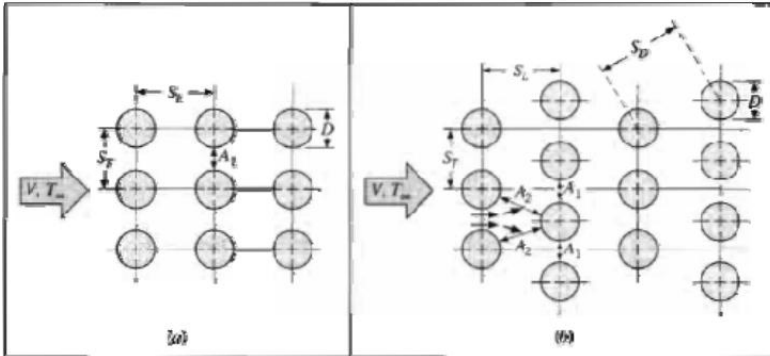 S_L
D
S_T
A_1
V, T_∞
(a)
S_D
S_L
D
S_T
A_1
A_2
V, T_∞
A_2
A_1
(b)